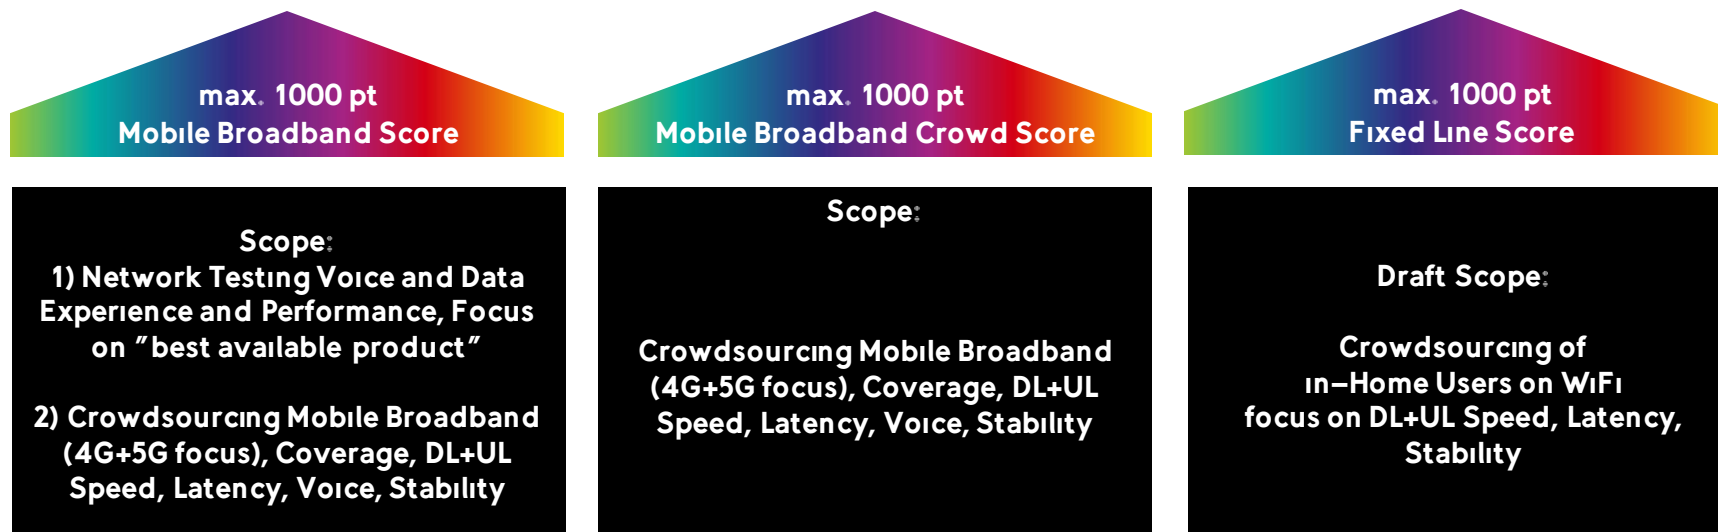 max. 1000 pt
Mobile Broadband Score
Scope:
1) Network Testing Voice and Data
Experience and Performance, Focus
on "best available product"
2) Crowdsourcing Mobile Broadband
(4G+5G focus), Coverage, DL+UL
Speed, Latency, Voice, Stability
max. 1000 pt
Mobile Broadband Crowd Score
Scope:
Crowdsourcing Mobile Broadband
(4G+5G focus), Coverage, DL+UL
Speed, Latency, Voice, Stability
max. 1000 pt
Fixed Line Score
Draft Scope:
Crowdsourcing of
in-Home Users on WiFi
focus on DL+UL Speed, Latency,
Stability